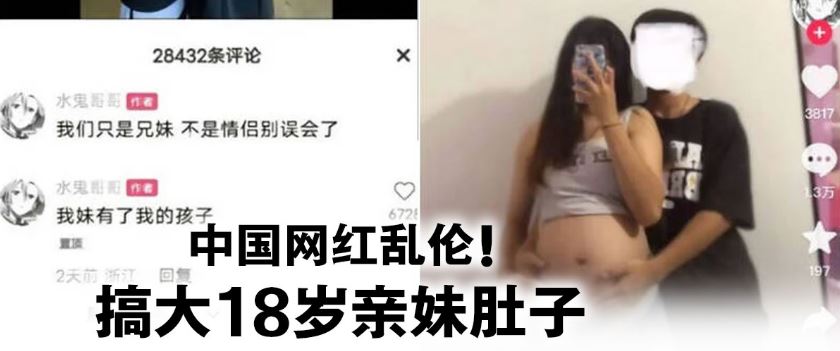 28432条评论
×
水鬼哥哥 作者
我们只是兄妹 不是情侣别误会了
水鬼哥哥 作者
我妹有了我的孩子
6728
置顶
2天前 浙江 回复
3817
1.3万
197
中国网红乱伦！
搞大18岁亲妹肚子